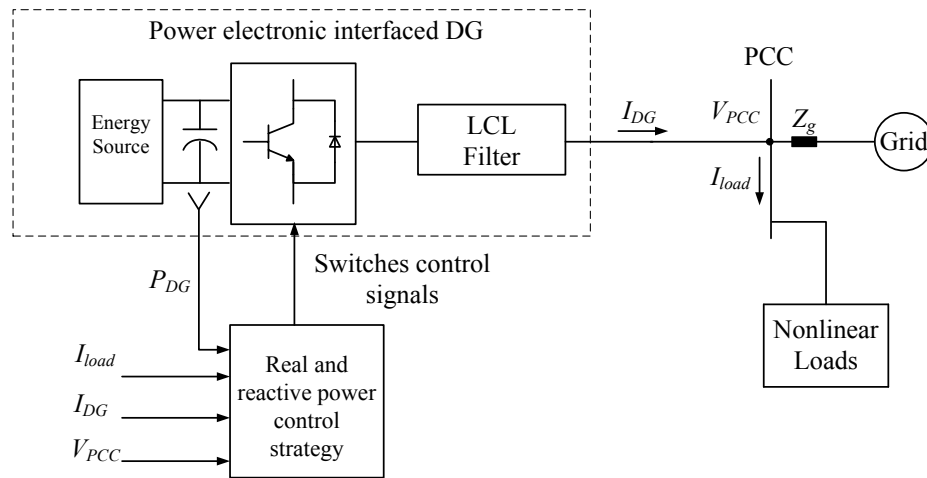 Power electronic interfaced DG
Energy
Source
LCL
Filter
I_DG
PCC
V_PCC
Z_g
Grid
I_load
P_DG
Switches control
signals
Nonlinear
Loads
I_load
I_DG
V_PCC
Real and
reactive power
control
strategy